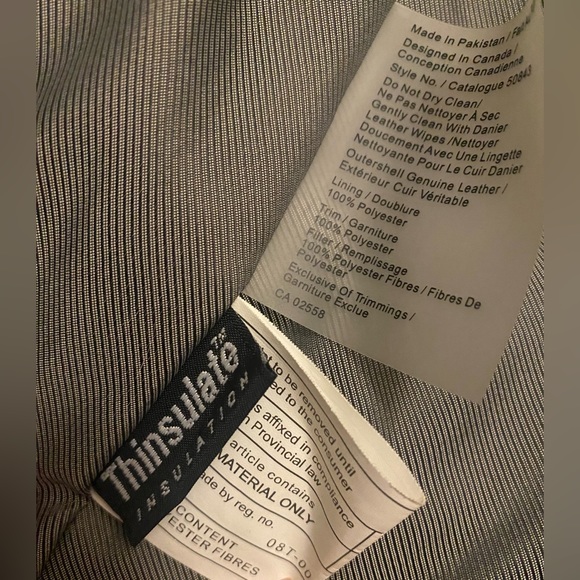 Made In Pakistan /
Designed In Canada /
Conception Canadienne
Style No. / Catalogue 50843
Do Not Dry Clean/
Ne Pas Nettoyer À Sec
Gently Clean With Danier
Leather Wipes /Nettoyer
Doucement Avec Une Lingette
Nettoyante Pour Le Cuir Danier
Outershell Genuine Leather /
Extérieur Cuir Véritable
Lining / Doublure
100% Polyester
Trim / Garniture
100% Polyester
Filler / Remplissage
100% Polyester Fibres / Fibres De
Polyester
Exclusive Of Trimmings /
Garniture Exclue
CA 02558
Thinsulate™
INSULATION
to be removed until
to the consumer
affixed in compliance
Provincial law
article contains
MATERIAL ONLY
by reg. no. 08T-00
CONTENT
FIBRES